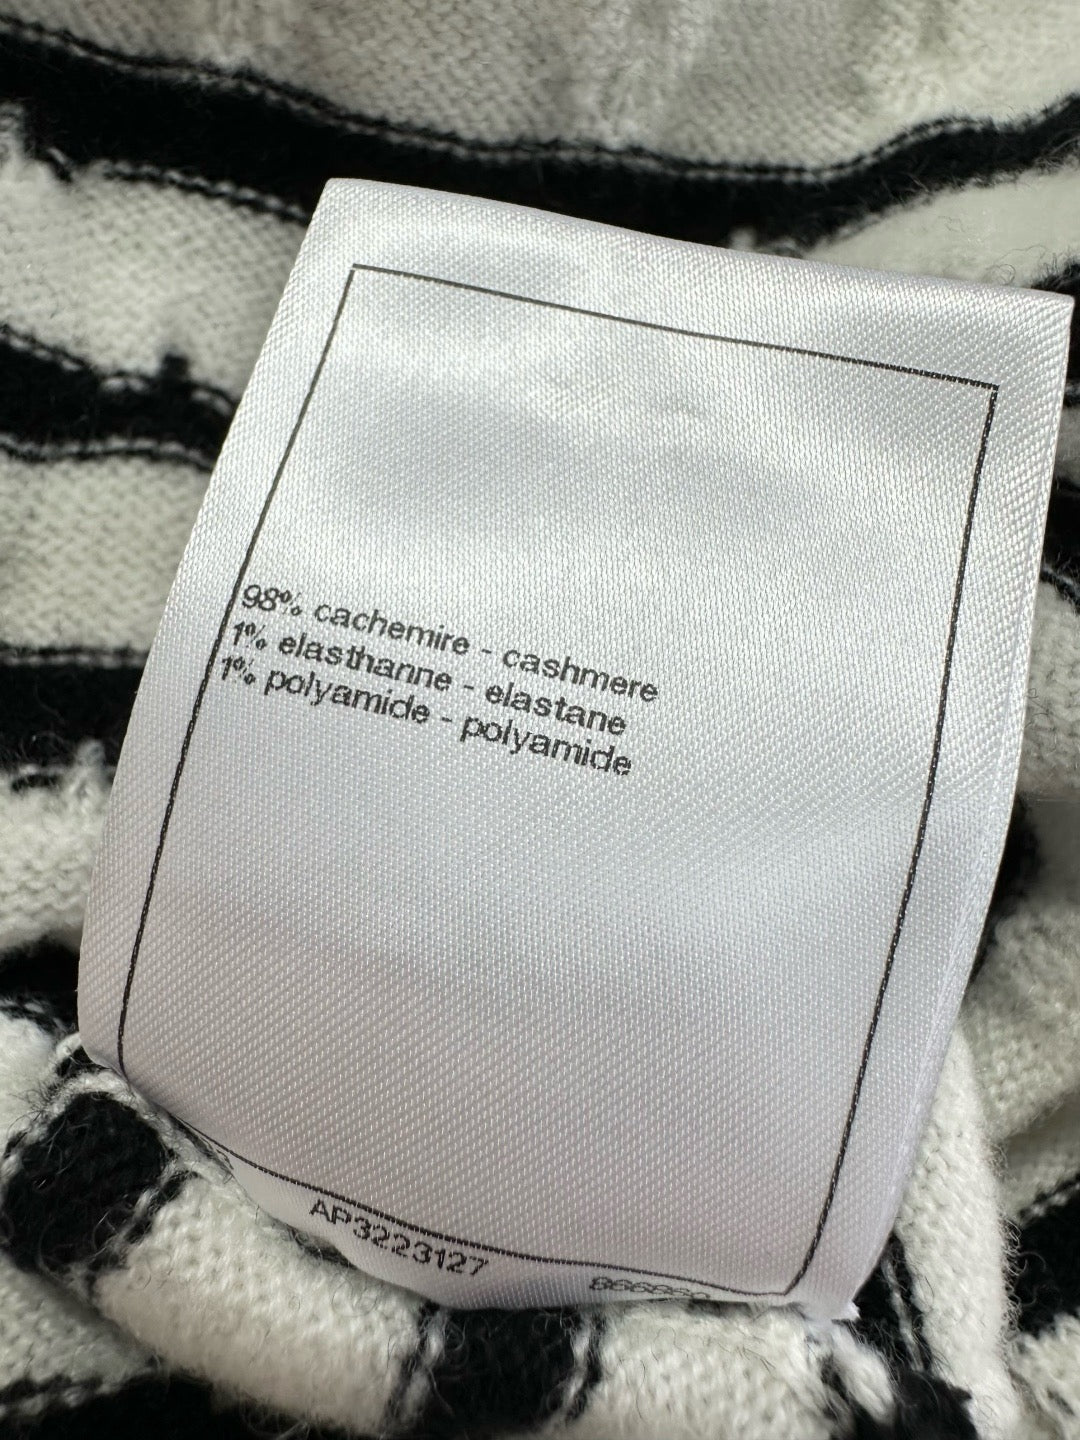 98% cachemire - cashmere
1% elasthanne - elastane
1% polyamide - polyamide
AP3223127